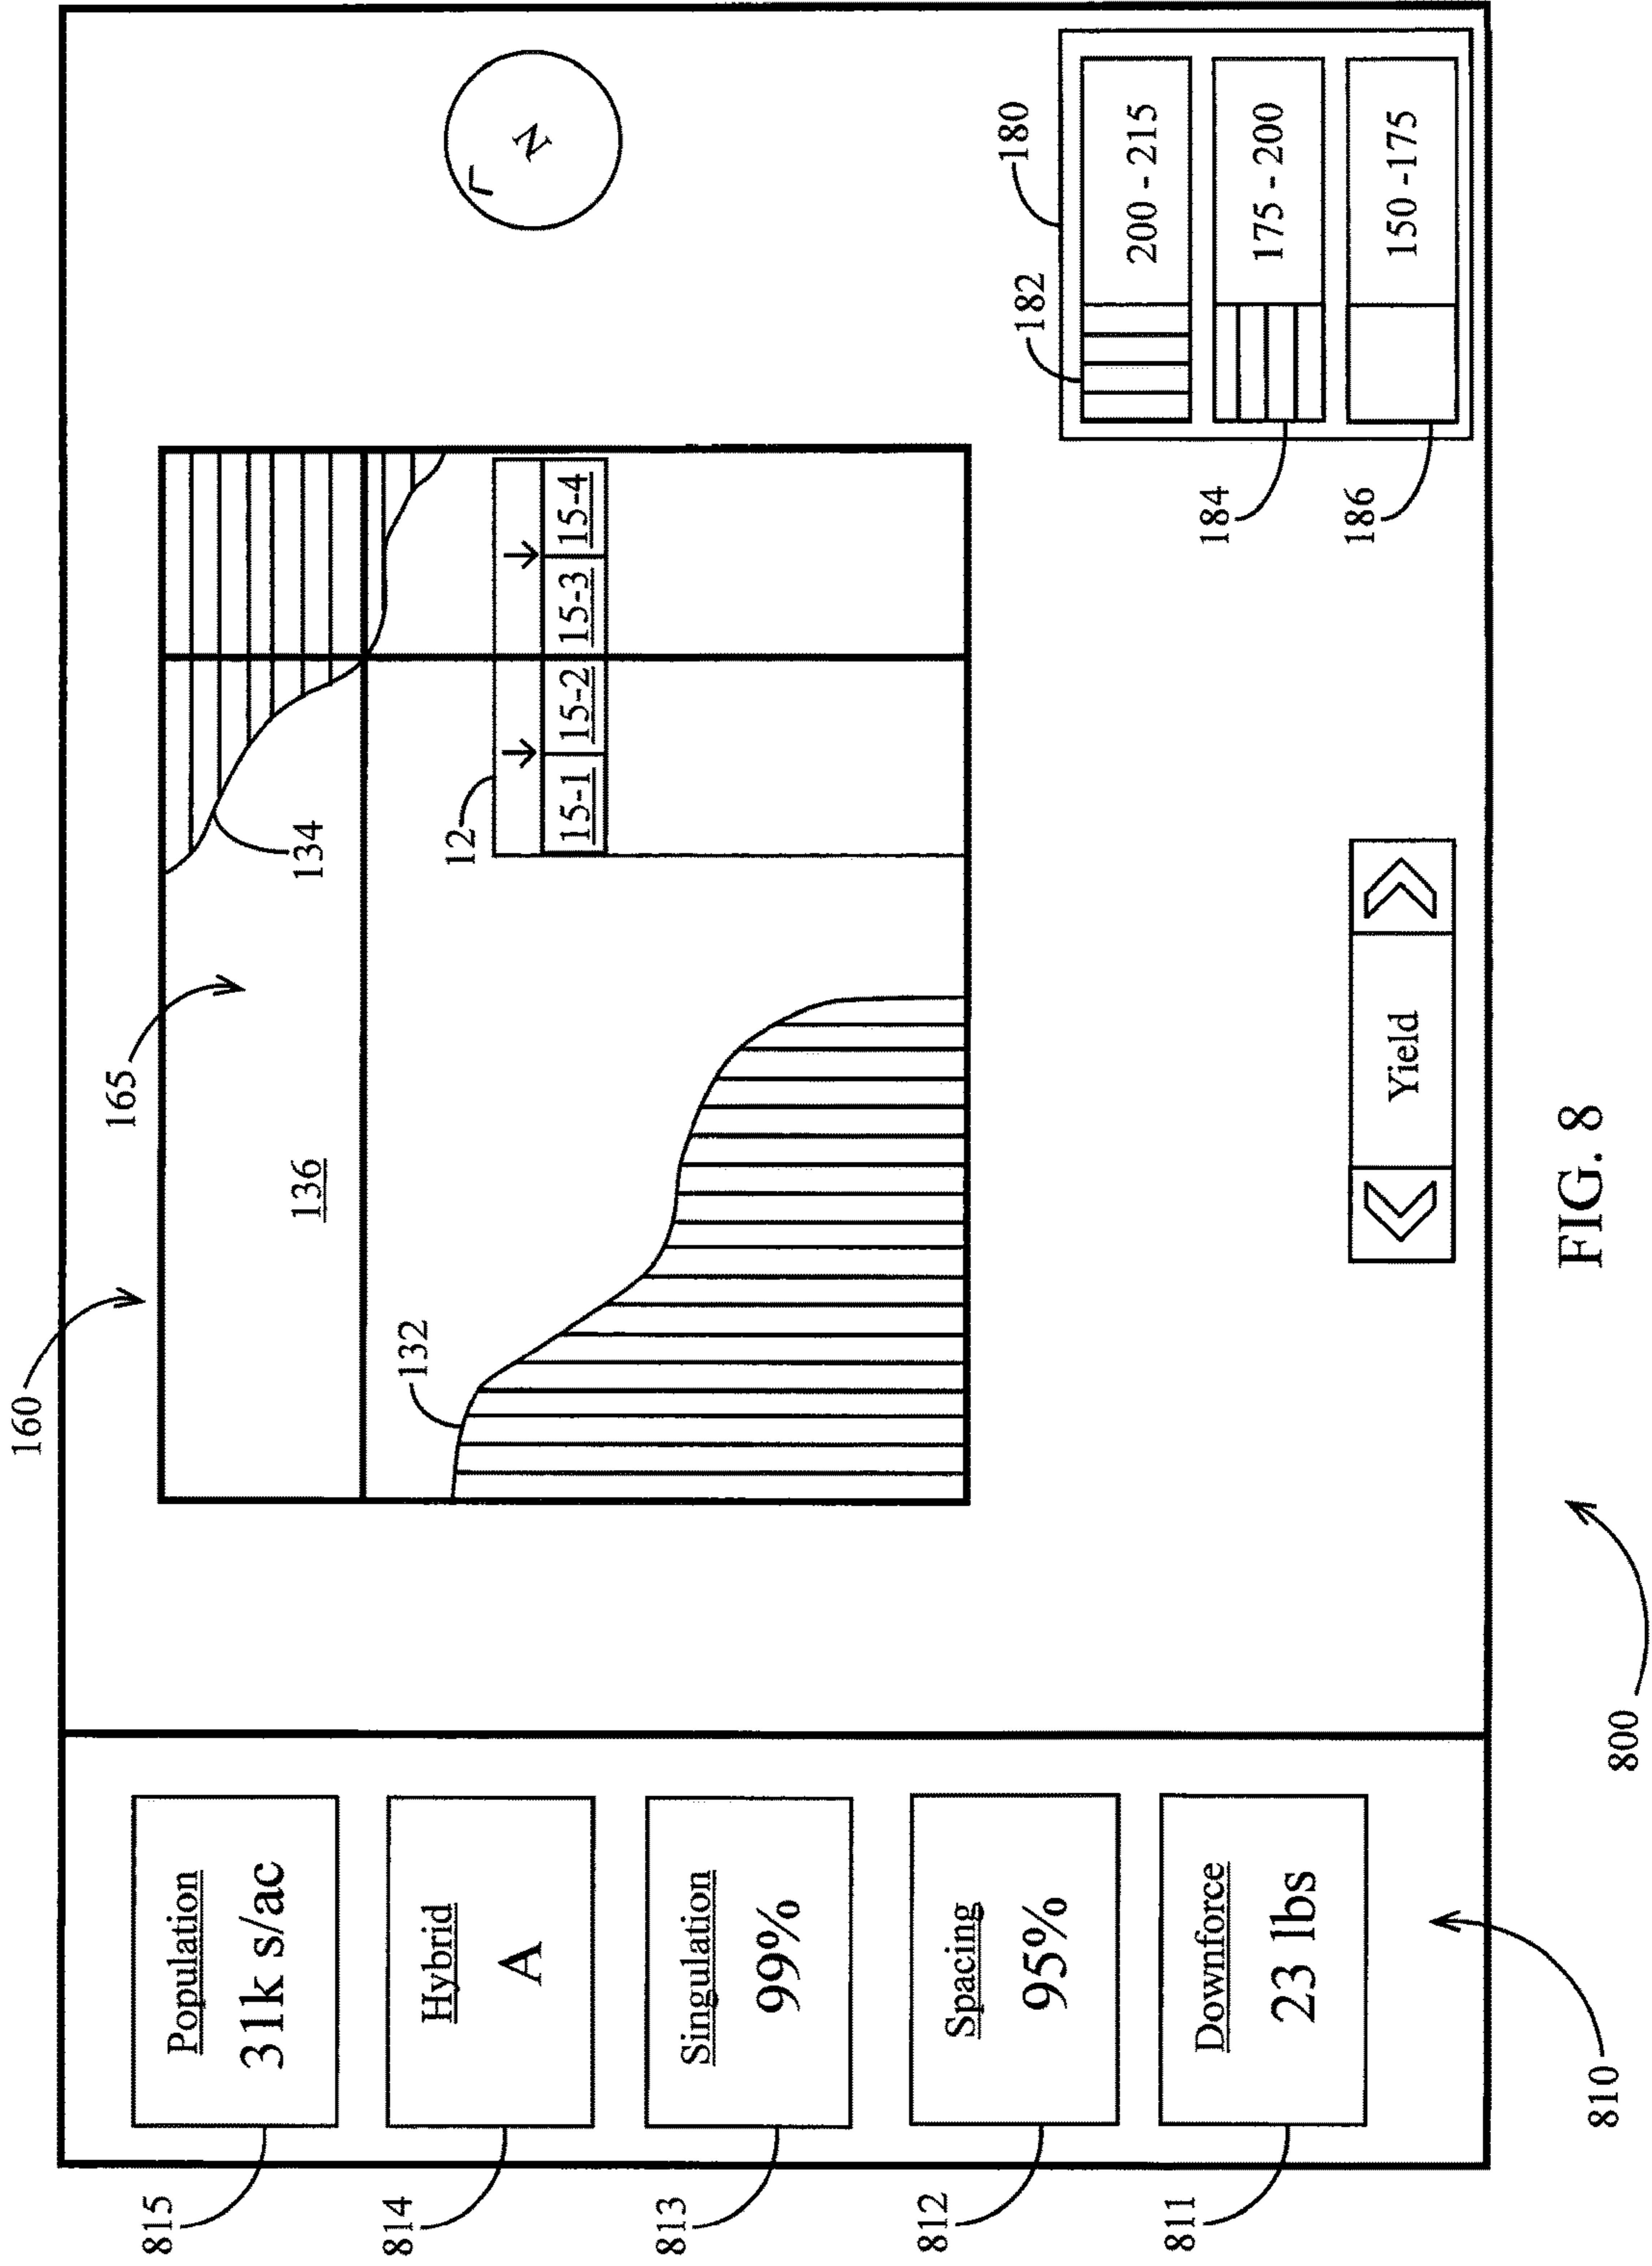 160
165
815
Population
31k s/ac
136
134
N
814
Hybrid
A
132
12
15-1
15-2
15-3
15-4
813
Singulation
99%
812
Spacing
95%
180
182
200 - 215
184
175 - 200
811
Downforce
23 lbs
186
150 -175
Yield
810
800
FIG. 8